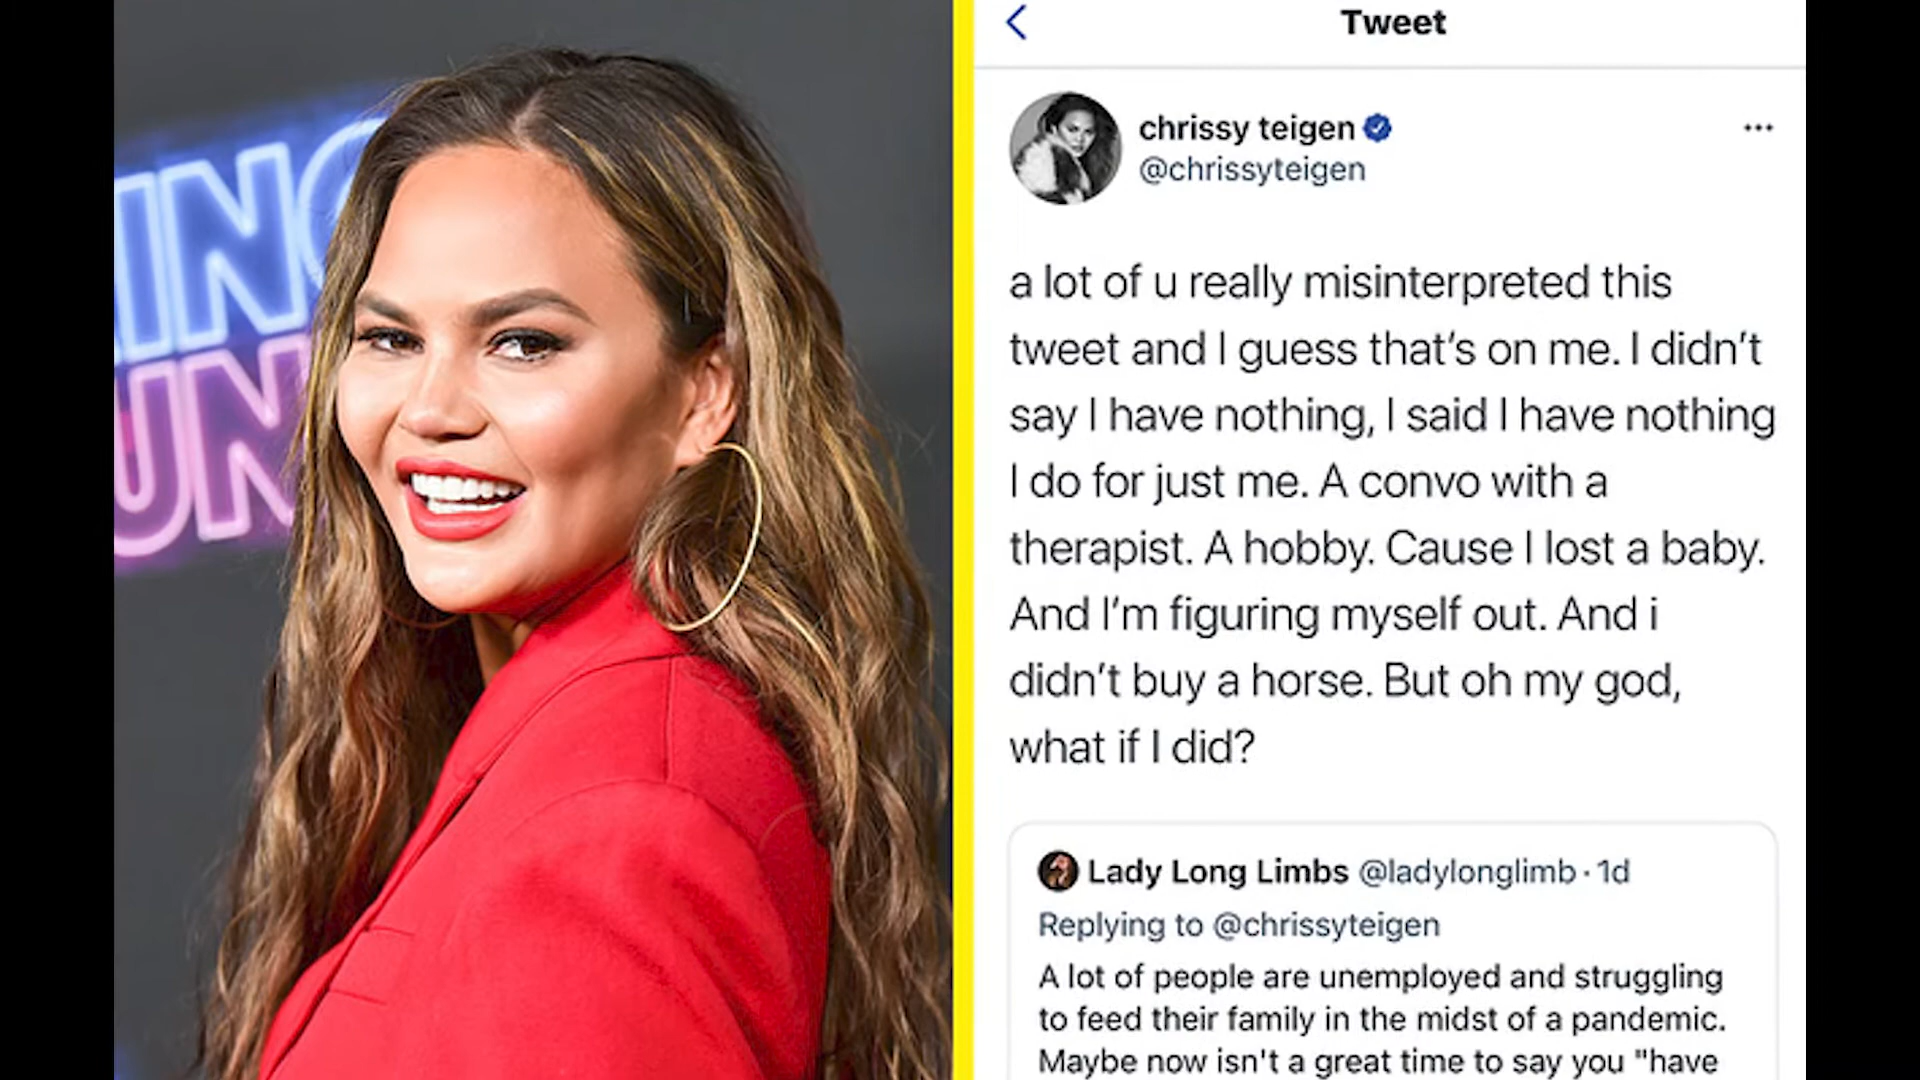 ING
UN
Tweet
chrissy teigen
@chrissyteigen
a lot of u really misinterpreted this
tweet and I guess that's on me. I didn't
say I have nothing, I said I have nothing
I do for just me. A convo with a
therapist. A hobby. Cause I lost a baby.
And I'm figuring myself out. And i
didn't buy a horse. But oh my god,
what if I did?
Lady Long Limbs @ladylonglimb · 1d
Replying to @chrissyteigen
A lot of people are unemployed and struggling
to feed their family in the midst of a pandemic.
Maybe now isn't a great time to say you "have